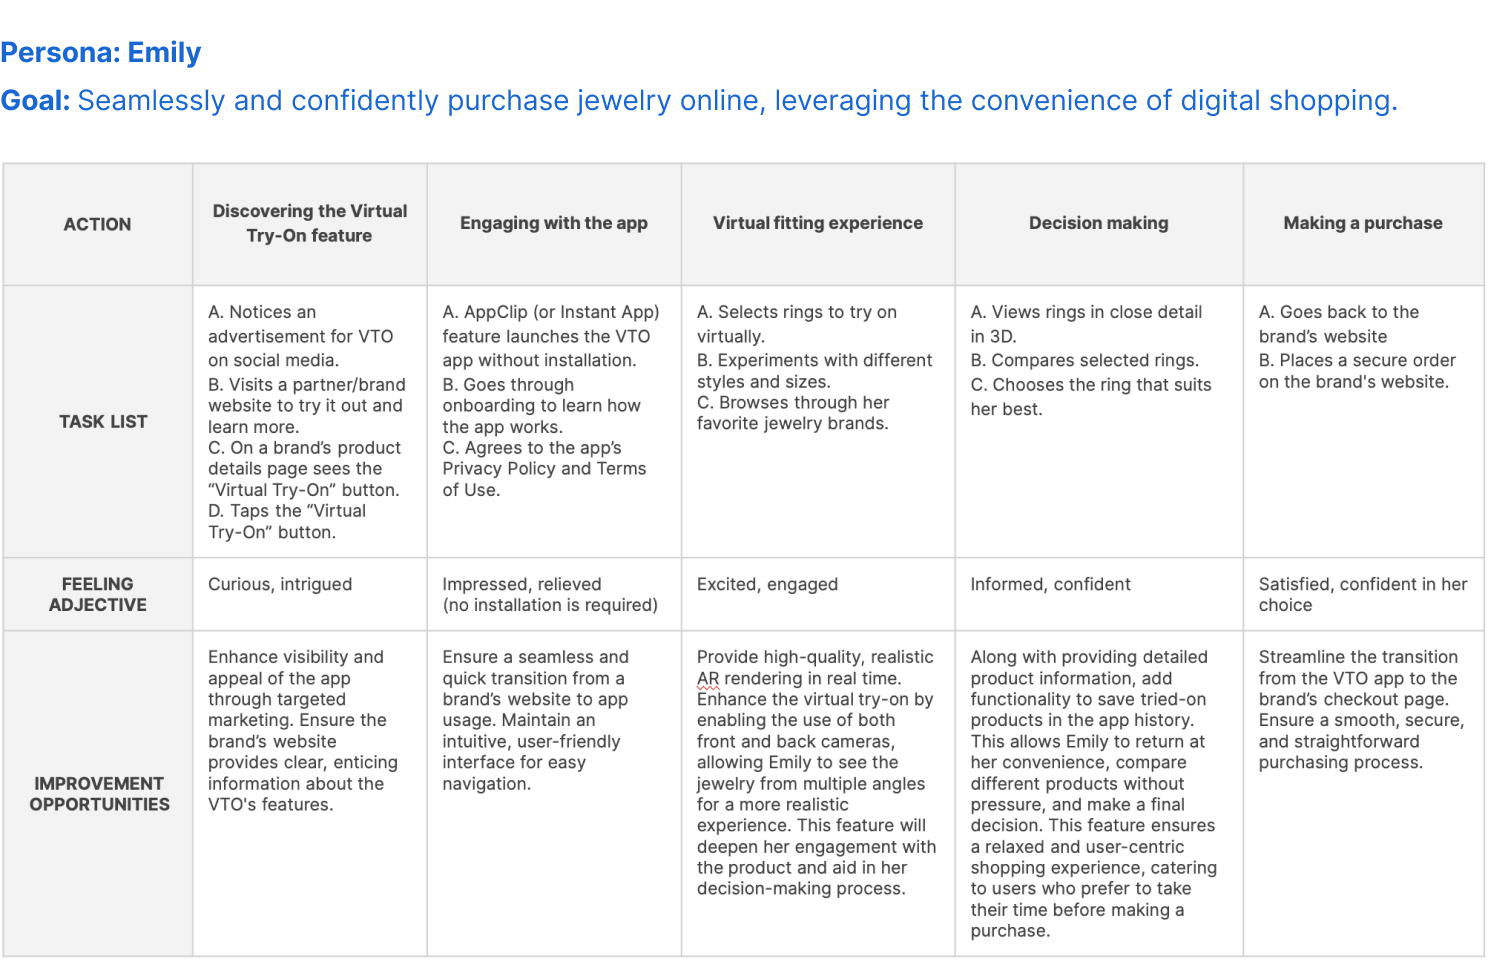 Persona: Emily
Goal: Seamlessly and confidently purchase jewelry online, leveraging the convenience of digital shopping.
ACTION
Discovering the Virtual
Try-On feature
Engaging with the app
Virtual fitting experience
Decision making
Making a purchase
TASK LIST
A. Notices an
advertisement for VTO
on social media.
B. Visits a partner/brand
website to try it out and
learn more.
C. On a brand’s product
details page sees the
“Virtual Try-On” button.
D. Taps the “Virtual
Try-On” button.
A. AppClip (or Instant App)
feature launches the VTO
app without installation.
B. Goes through
onboarding to learn how
the app works.
C. Agrees to the app’s
Privacy Policy and Terms
of Use.
A. Selects rings to try on
virtually.
B. Experiments with different
styles and sizes.
C. Browses through her
favorite jewelry brands.
A. Views rings in close detail
in 3D.
B. Compares selected rings.
C. Chooses the ring that suits
her best.
A. Goes back to the
brand’s website
B. Places a secure order
on the brand's website.
FEELING
ADJECTIVE
Curious, intrigued
Impressed, relieved
(no installation is required)
Excited, engaged
Informed, confident
Satisfied, confident in her
choice
IMPROVEMENT
OPPORTUNITIES
Enhance visibility and
appeal of the app
through targeted
marketing. Ensure the
brand’s website
provides clear, enticing
information about the
VTO's features.
Ensure a seamless and
quick transition from a
brand’s website to app
usage. Maintain an
intuitive, user-friendly
interface for easy
navigation.
Provide high-quality, realistic
AR rendering in real time.
Enhance the virtual try-on by
enabling the use of both
front and back cameras,
allowing Emily to see the
jewelry from multiple angles
for a more realistic
experience. This feature will
deepen her engagement with
the product and aid in her
decision-making process.
Along with providing detailed
product information, add
functionality to save tried-on
products in the app history.
This allows Emily to return at
her convenience, compare
different products without
pressure, and make a final
decision. This feature ensures
a relaxed and user-centric
shopping experience, catering
to users who prefer to take
their time before making a
purchase.
Streamline the transition
from the VTO app to the
brand’s checkout page.
Ensure a smooth, secure,
and straightforward
purchasing process.